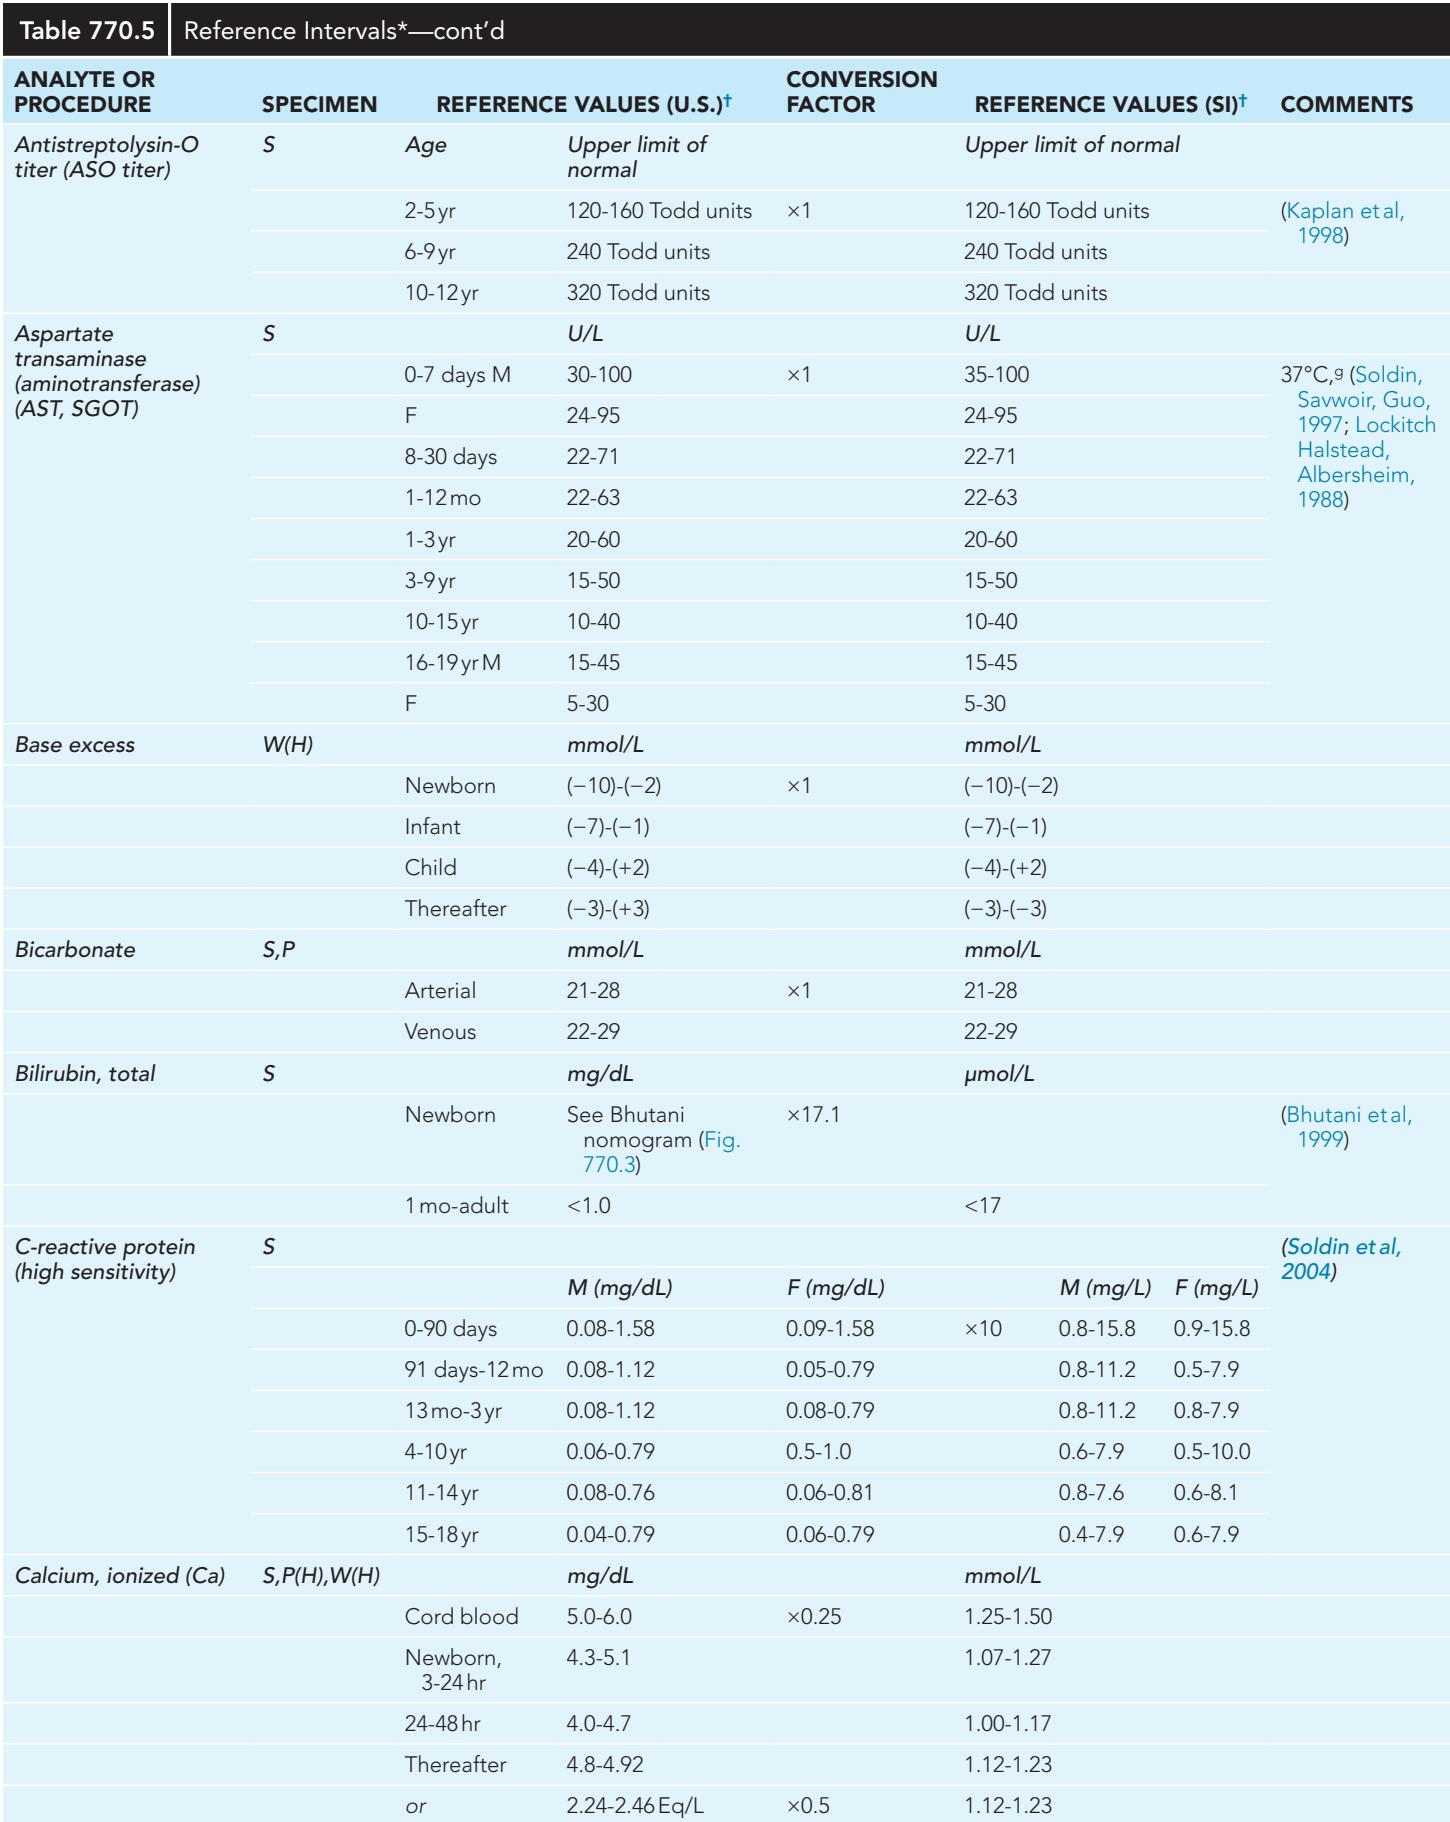 Table 770.5 Reference Intervals*—cont'd
ANALYTE OR PROCEDURE SPECIMEN REFERENCE VALUES (U.S.)† CONVERSION FACTOR REFERENCE VALUES (SI)† COMMENTS
Antistreptolysin-O titer (ASO titer) S Age Upper limit of normal Upper limit of normal
2-5 yr 120-160 Todd units ×1 120-160 Todd units (Kaplan et al, 1998)
6-9 yr 240 Todd units 240 Todd units
10-12 yr 320 Todd units 320 Todd units
Aspartate transaminase (aminotransferase) (AST, SGOT) S U/L U/L
0-7 days M 30-100 ×1 35-100 37°C,g (Soldin, Savwoir, Guo, 1997; Lockitch Halstead, Albersheim, 1988)
F 24-95 24-95
8-30 days 22-71 22-71
1-12 mo 22-63 22-63
1-3 yr 20-60 20-60
3-9 yr 15-50 15-50
10-15 yr 10-40 10-40
16-19 yr M 15-45 15-45
F 5-30 5-30
Base excess W(H) mmol/L mmol/L
Newborn (−10)-(−2) ×1 (−10)-(−2)
Infant (−7)-(−1) (−7)-(−1)
Child (−4)-(+2) (−4)-(+2)
Thereafter (−3)-(+3) (−3)-(−3)
Bicarbonate S,P mmol/L mmol/L
Arterial 21-28 ×1 21-28
Venous 22-29 22-29
Bilirubin, total S mg/dL µmol/L
Newborn See Bhutani nomogram (Fig. 770.3) ×17.1 (Bhutani et al, 1999)
1 mo-adult <1.0 <17
C-reactive protein (high sensitivity) S (Soldin et al, 2004)
M (mg/dL) F (mg/dL) M (mg/L) F (mg/L)
0-90 days 0.08-1.58 0.09-1.58 ×10 0.8-15.8 0.9-15.8
91 days-12 mo 0.08-1.12 0.05-0.79 0.8-11.2 0.5-7.9
13 mo-3 yr 0.08-1.12 0.08-0.79 0.8-11.2 0.8-7.9
4-10 yr 0.06-0.79 0.5-1.0 0.6-7.9 0.5-10.0
11-14 yr 0.08-0.76 0.06-0.81 0.8-7.6 0.6-8.1
15-18 yr 0.04-0.79 0.06-0.79 0.4-7.9 0.6-7.9
Calcium, ionized (Ca) S,P(H),W(H) mg/dL mmol/L
Cord blood 5.0-6.0 ×0.25 1.25-1.50
Newborn, 3-24 hr 4.3-5.1 1.07-1.27
24-48 hr 4.0-4.7 1.00-1.17
Thereafter 4.8-4.92 1.12-1.23
or 2.24-2.46 Eq/L ×0.5 1.12-1.23